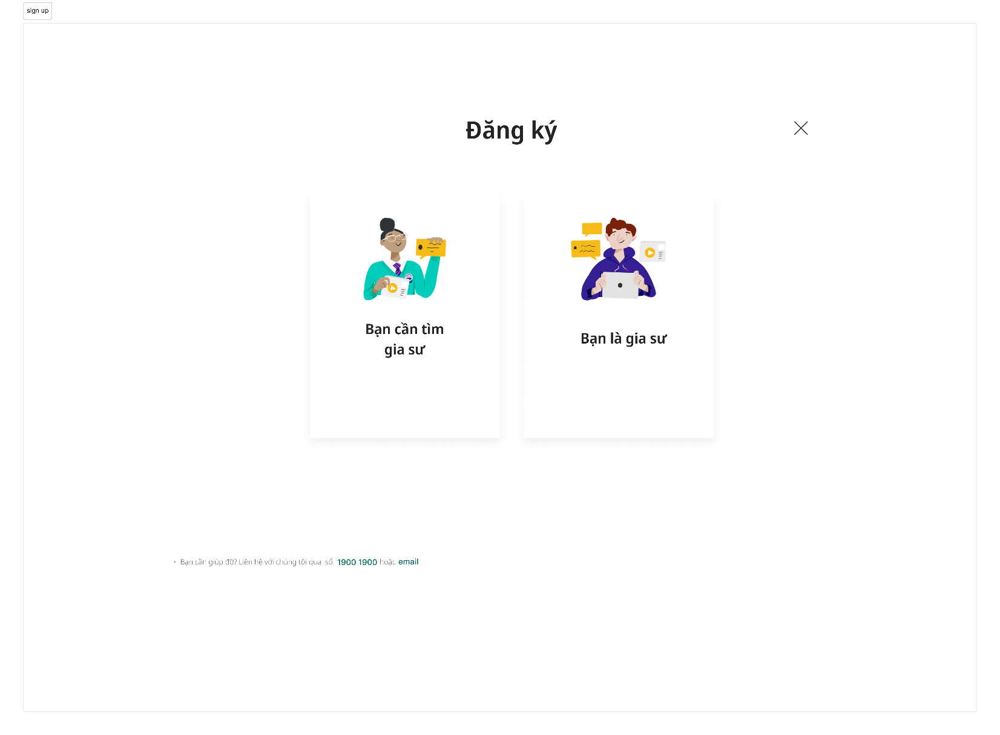 sign up
Đăng ký
Bạn cần tìm
gia sư
Bạn là gia sư
• Bạn cần giúp đỡ? Liên hệ với chúng tôi qua số 1900 1900 hoặc email